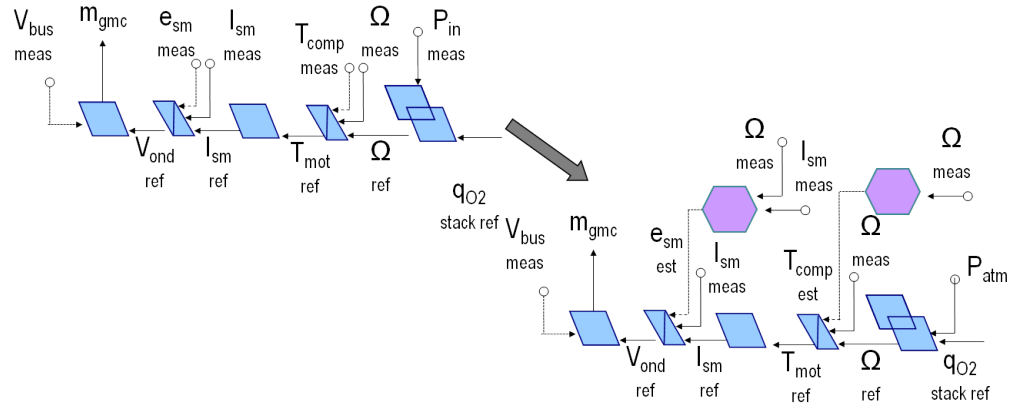 V_bus
meas
m_gmc
e_sm
meas
I_sm
meas
T_comp
meas
Ω
meas
P_in
meas
V_ond
ref
I_sm
ref
T_mot
ref
Ω
ref
q_O2
stack ref
V_bus
meas
m_gmc
e_sm
est
I_sm
meas
Ω
meas
I_sm
meas
T_comp
est
Ω
meas
Ω
meas
P_atm
V_ond
ref
I_sm
ref
T_mot
ref
Ω
ref
q_O2
stack ref